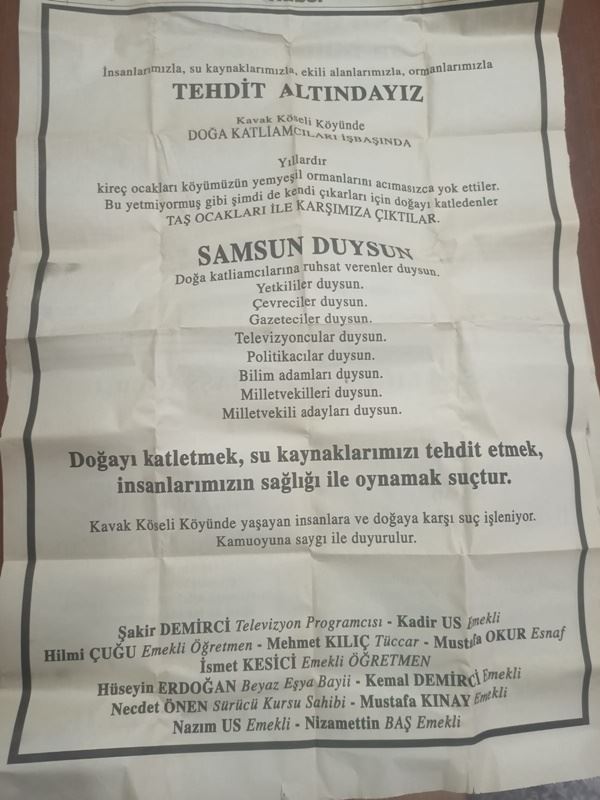 İnsanlarımızla, su kaynaklarımızla, ekili alanlarımızla, ormanlarımızla
TEHDİT ALTINDAYIZ
Kavak Köseli Köyünde
DOĞA KATLİAMCILARI İŞBAŞINDA
Yıllardır
kireç ocakları köyümüzün yemyeşil ormanlarını acımasızca yok ettiler.
Bu yetmiyormuş gibi şimdi de kendi çıkarları için doğayı katledenler
TAŞ OCAKLARI İLE KARŞIMIZA ÇIKTILAR.
SAMSUN DUYSUN
Doğa katliamcılarına ruhsat verenler duysun.
Yetkililer duysun.
Çevreciler duysun.
Gazeteciler duysun.
Televizyoncular duysun.
Politikacılar duysun.
Bilim adamları duysun.
Milletvekilleri duysun.
Milletvekili adayları duysun.
Doğayı katletmek, su kaynaklarımızı tehdit etmek,
insanlarımızın sağlığı ile oynamak suçtur.
Kavak Köseli Köyünde yaşayan insanlara ve doğaya karşı suç işleniyor.
Kamuoyuna saygı ile duyurulur.
Şakir DEMİRCİ Televizyon Programcısı - Kadir US Emekli
Hilmi ÇUĞU Emekli Öğretmen - Mehmet KILIÇ Tüccar - Mustafa OKUR Esnaf
İsmet KESİCİ Emekli ÖĞRETMEN
Hüseyin ERDOĞAN Beyaz Eşya Bayii - Kemal DEMİRCİ Emekli
Necdet ÖNEN Sürücü Kursu Sahibi - Mustafa KINAY Emekli
Nazım US Emekli - Nizamettin BAŞ Emekli